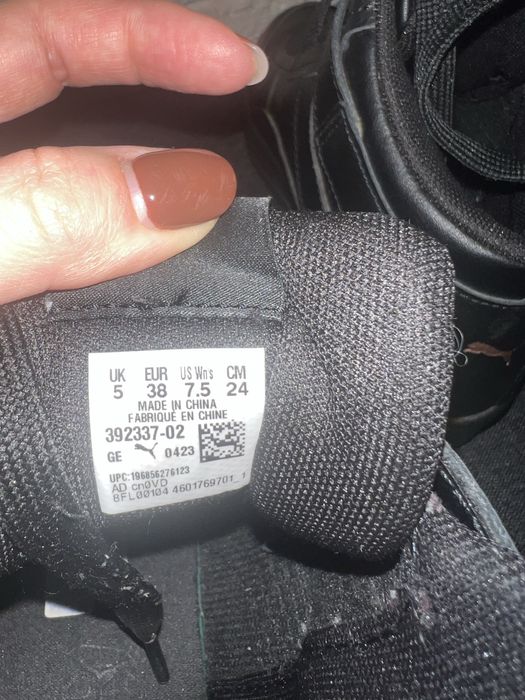 UK EUR US Wns CM
5 38 7.5 24
MADE IN CHINA
FABRIQUÉ EN CHINE
392337-02
GE 0423
UPC:196856276123
AD cn0VD
8FL00104 4601769701_1